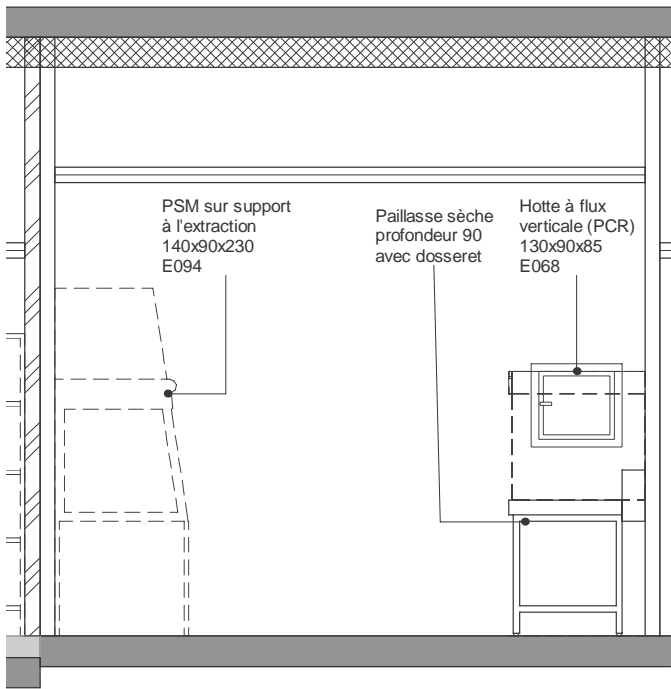 PSM sur support
à l'extraction
140x90x230
E094
Paillasse sèche
profondeur 90
avec dosseret
Hotte à flux
verticale (PCR)
130x90x85
E068